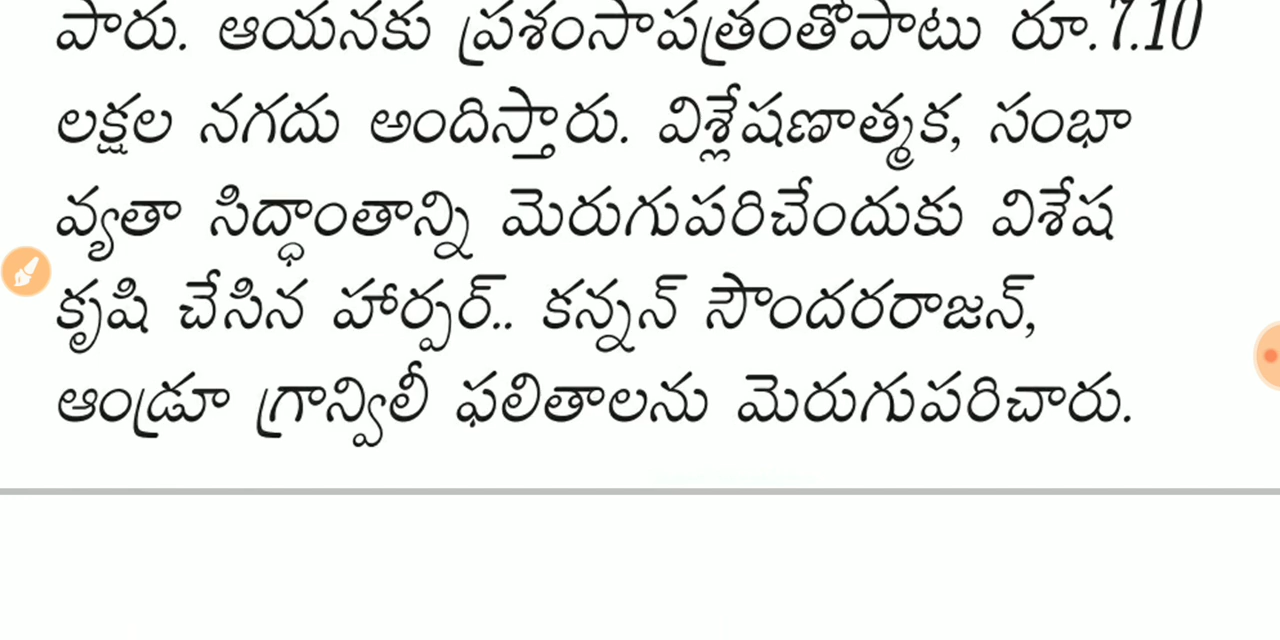 పారు. ఆయనకు ప్రశంసాపత్రంతోపాటు రూ.7.10
లక్షల నగదు అందిస్తారు. విశ్లేషణాత్మక, సంభా
వ్యతా సిద్ధాంతాన్ని మెరుగుపరిచేందుకు విశేష
కృషి చేసిన హార్పర్.. కన్నన్ సౌందరరాజన్,
ఆండ్రూ గ్రాన్విలీ ఫలితాలను మెరుగుపరిచారు.